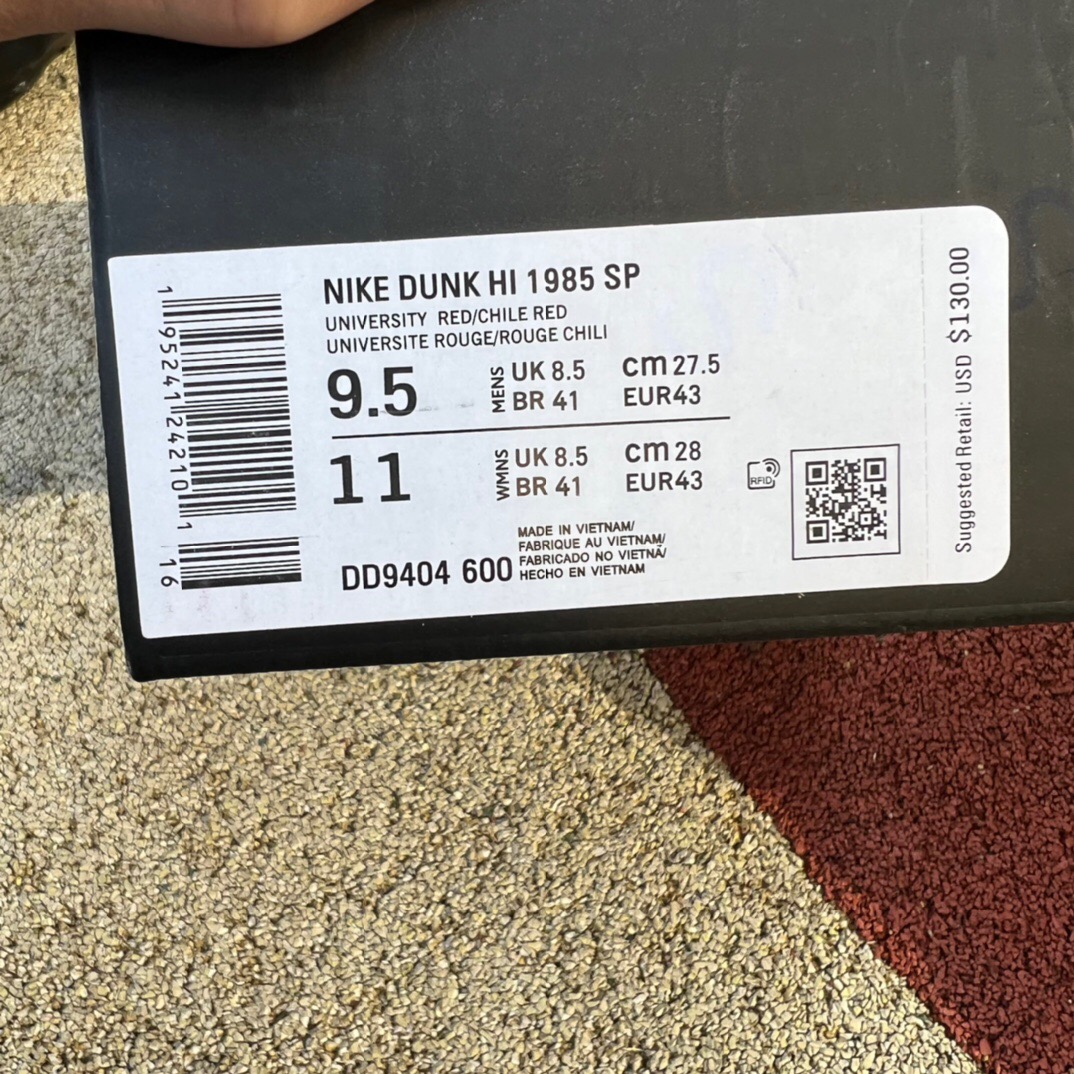 NIKE DUNK HI 1985 SP
UNIVERSITY RED/CHILE RED
UNIVERSITE ROUGE/ROUGE CHILI
9.5 MENS UK 8.5 cm 27.5
BR 41 EUR43
11 WMNS UK 8.5 cm 28
BR 41 EUR43
MADE IN VIETNAM/
FABRIQUE AU VIETNAM/
FABRICADO NO VIETNÃ/
HECHO EN VIETNAM
DD9404 600
1 95241 24210 1
16
RFID
Suggested Retail: USD $130.00